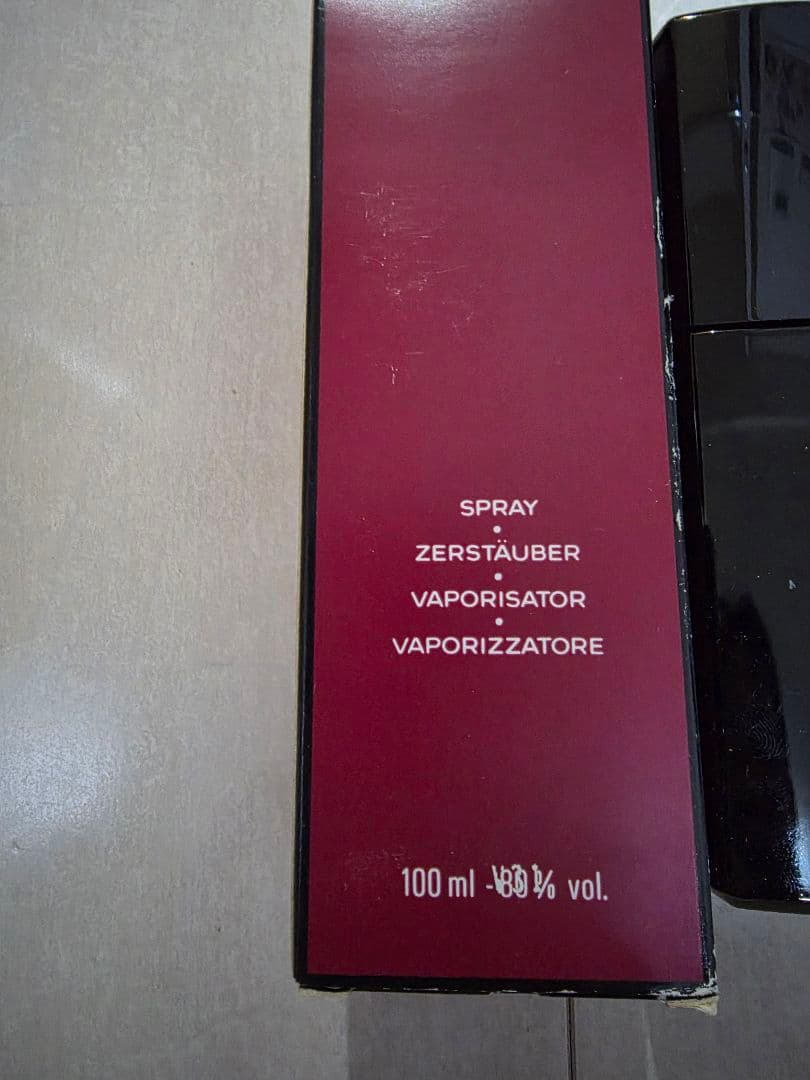 SPRAY
•
ZERSTÄUBER
•
VAPORISATOR
•
VAPORIZZATORE
100 ml - % vol.